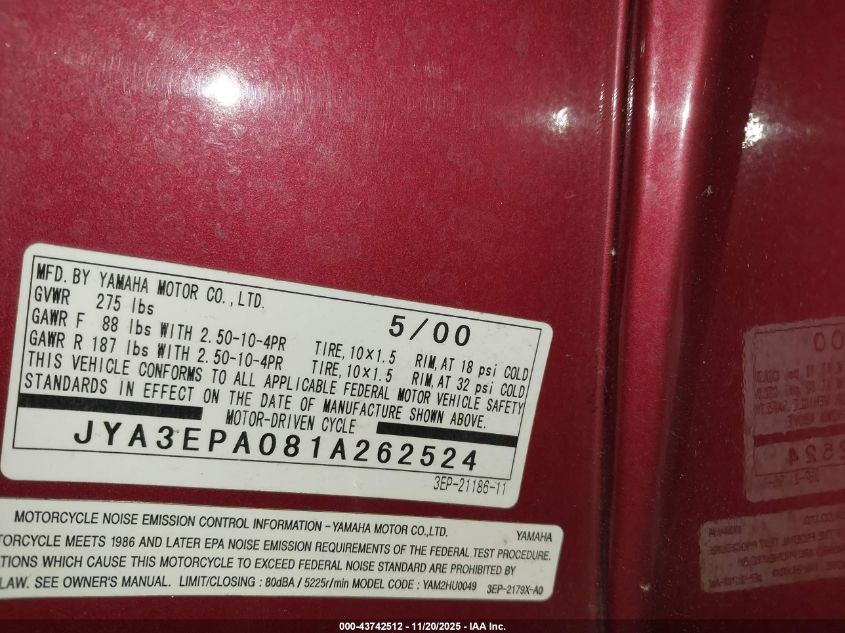 MFD. BY YAMAHA MOTOR CO., LTD.
5/00
GVWR 275 lbs
GAWR F 88 lbs WITH 2.50-10-4PR TIRE, 10×1.5 RIM, AT 18 psi COLD
GAWR R 187 lbs WITH 2.50-10-4PR TIRE, 10×1.5 RIM, AT 32 psi COLD
THIS VEHICLE CONFORMS TO ALL APPLICABLE FEDERAL MOTOR VEHICLE SAFETY
STANDARDS IN EFFECT ON THE DATE OF MANUFACTURE SHOWN ABOVE.
MOTOR-DRIVEN CYCLE
JYA3EPA081A262524
3EP-21186-11
MOTORCYCLE NOISE EMISSION CONTROL INFORMATION - YAMAHA MOTOR CO.,LTD. YAMAHA
ORCYCLE MEETS 1986 AND LATER EPA NOISE EMISSION REQUIREMENTS OF THE FEDERAL TEST PROCEDURE.
TIONS WHICH CAUSE THIS MOTORCYCLE TO EXCEED FEDERAL NOISE STANDARD ARE PROHIBITED BY
LAW. SEE OWNER'S MANUAL. LIMIT/CLOSING : 80dBA / 5225r/min MODEL CODE : YAM2HU0049 3EP-2179X-A0
000-43742512 - 11/20/2025 - IAA Inc.